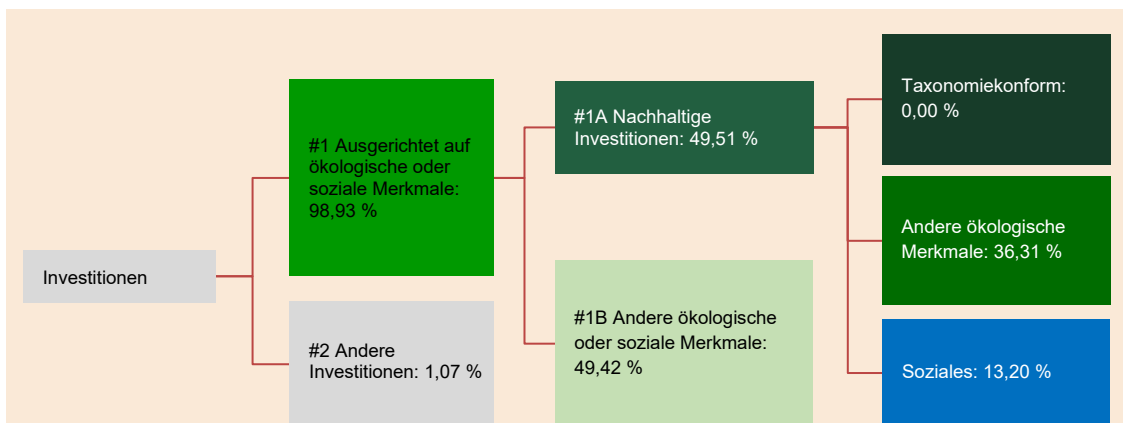 Investitionen
#1 Ausgerichtet auf
ökologische oder
soziale Merkmale:
98,93 %
#2 Andere
Investitionen: 1,07 %
#1A Nachhaltige
Investitionen: 49,51 %
#1B Andere ökologische
oder soziale Merkmale:
49,42 %
Taxonomiekonform:
0,00 %
Andere ökologische
Merkmale: 36,31 %
Soziales: 13,20 %